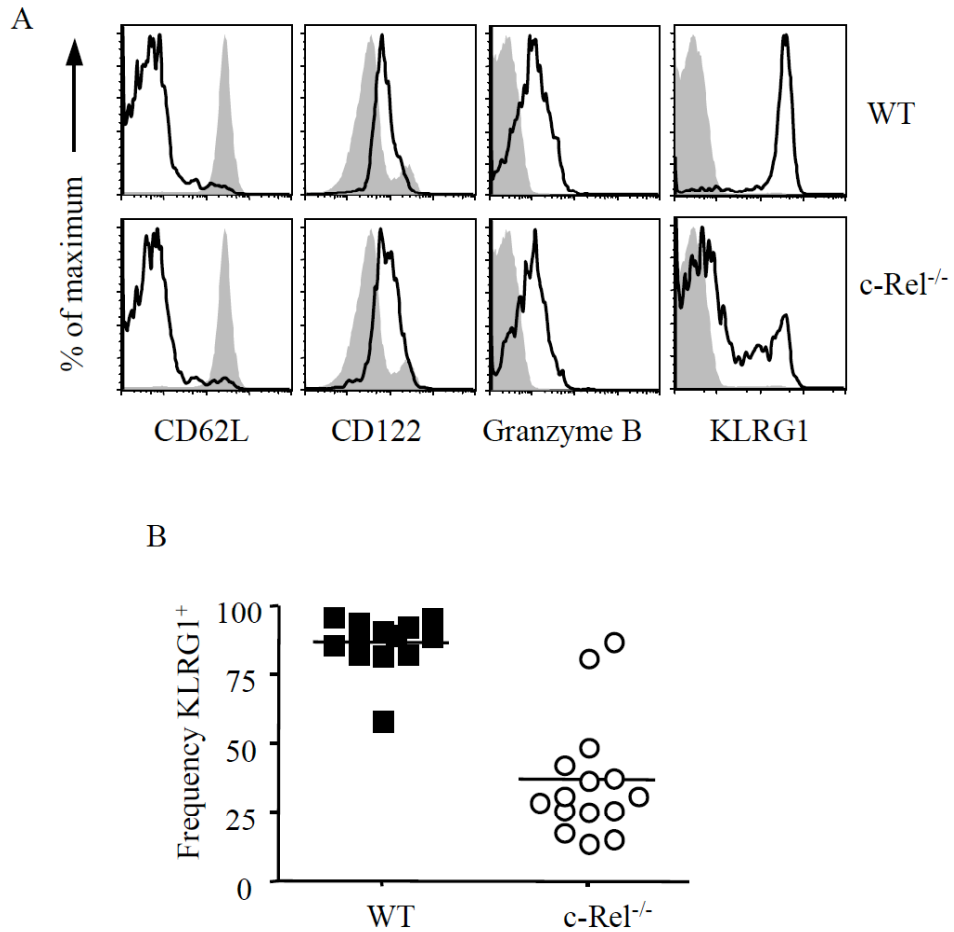 A
% of maximum
WT
c-Rel-/-
CD62L
CD122
Granzyme B
KLRG1
B
Frequency KLRG1+
100
75
50
25
0
WT
c-Rel-/-